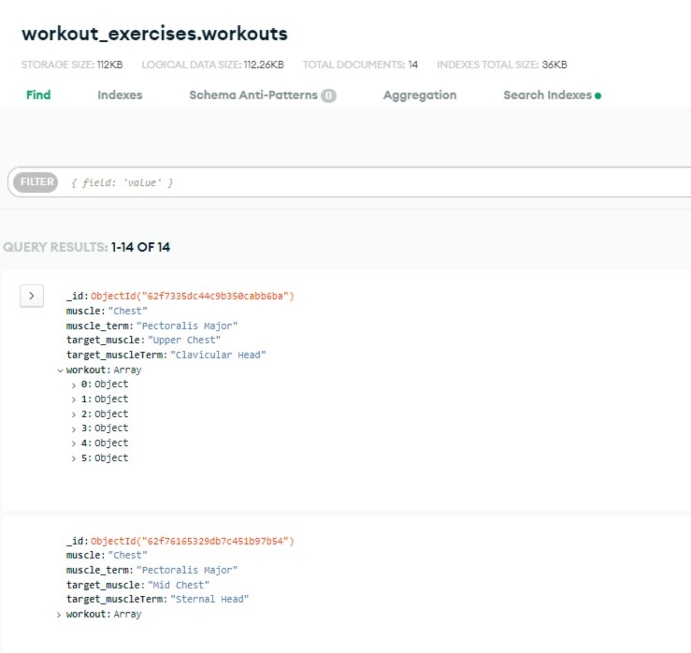 workout_exercises.workouts
STORAGE SIZE: 112KB LOGICAL DATA SIZE: 112.26KB TOTAL DOCUMENTS: 14 INDEXES TOTAL SIZE: 36KB
Find Indexes Schema Anti-Patterns 0 Aggregation Search Indexes
FILTER { field: 'value' }
QUERY RESULTS: 1-14 OF 14
_id: ObjectId("62f7335dc44c9b350cabb6ba")
muscle: "Chest"
muscle_term: "Pectoralis Major"
target_muscle: "Upper Chest"
target_muscleTerm: "Clavicular Head"
workout: Array
0: Object
1: Object
2: Object
3: Object
4: Object
5: Object
_id: ObjectId("62f76165329db7c451b97b54")
muscle: "Chest"
muscle_term: "Pectoralis Major"
target_muscle: "Mid Chest"
target_muscleTerm: "Sternal Head"
workout: Array